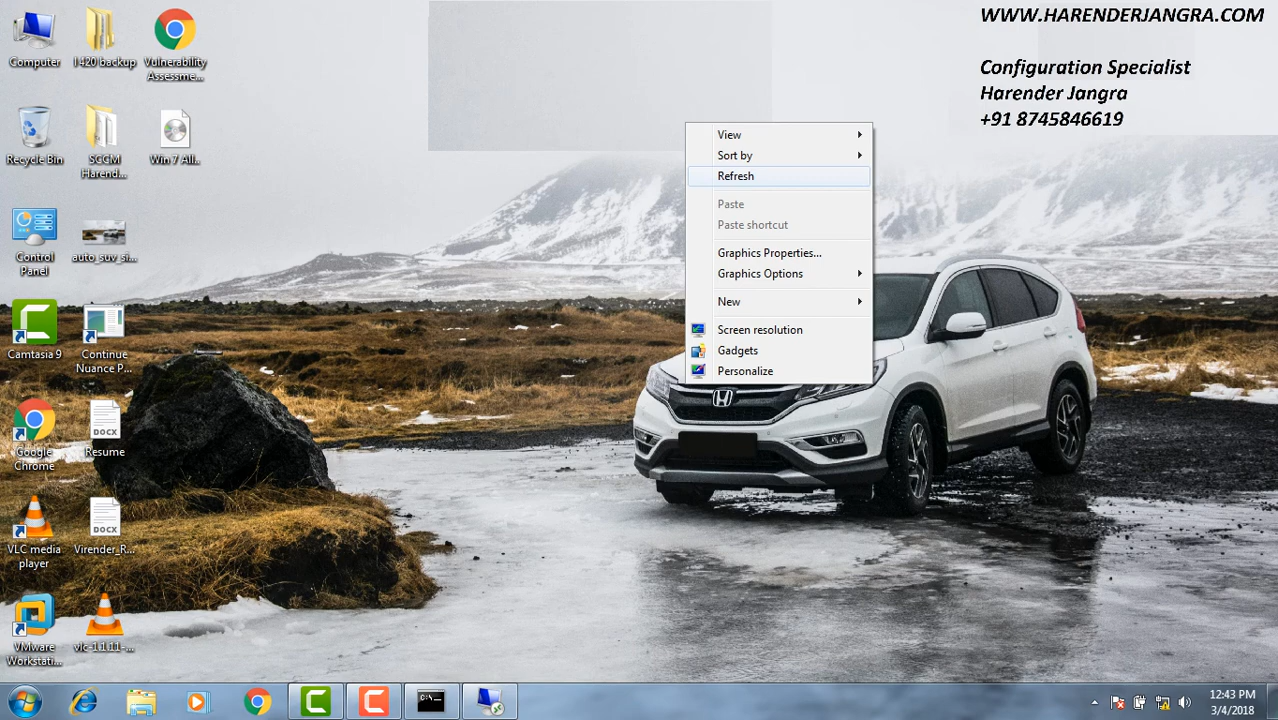 WWW.HARENDERJANGRA.COM
Configuration Specialist
Harender Jangra
+91 8745846619
Computer
I 420 backup
Vulnerability
Assessme...
Recycle Bin
SCCM
Harend...
Win 7 All..
Control
Panel
auto_suv_si...
Camtasia 9
Continue
Nuance P...
Google
Chrome
DOCX
Resume
VLC media
player
DOCX
Virender_R...
VMware
Workstati...
vlc-1.1.11-...
View
Sort by
Refresh
Paste
Paste shortcut
Graphics Properties...
Graphics Options
New
Screen resolution
Gadgets
Personalize
12:43 PM
3/4/2018